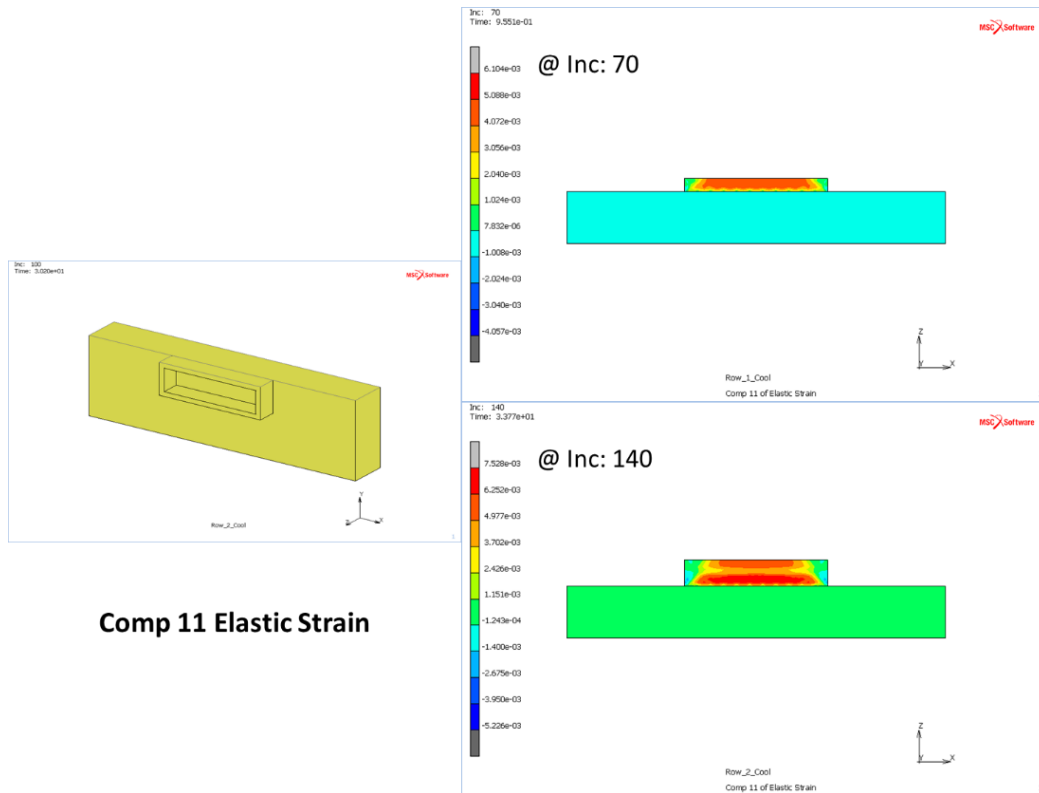 Inc: 70
Time: 9.551e-01
MSC Software
@ Inc: 70
6.104e-03
5.088e-03
4.072e-03
3.056e-03
2.040e-03
1.024e-03
7.832e-06
-1.008e-03
-2.024e-03
-3.040e-03
-4.057e-03
Z
Y
X
Row_1_Cool
Comp 11 of Elastic Strain
Inc: 100
Time: 3.020e+01
MSC Software
Y
Z
X
Row_2_Cool
1
Comp 11 Elastic Strain
Inc: 140
Time: 3.377e+01
MSC Software
@ Inc: 140
7.528e-03
6.252e-03
4.977e-03
3.702e-03
2.426e-03
1.151e-03
-1.243e-04
-1.400e-03
-2.675e-03
-3.950e-03
-5.226e-03
Z
Y
X
Row_2_Cool
Comp 11 of Elastic Strain